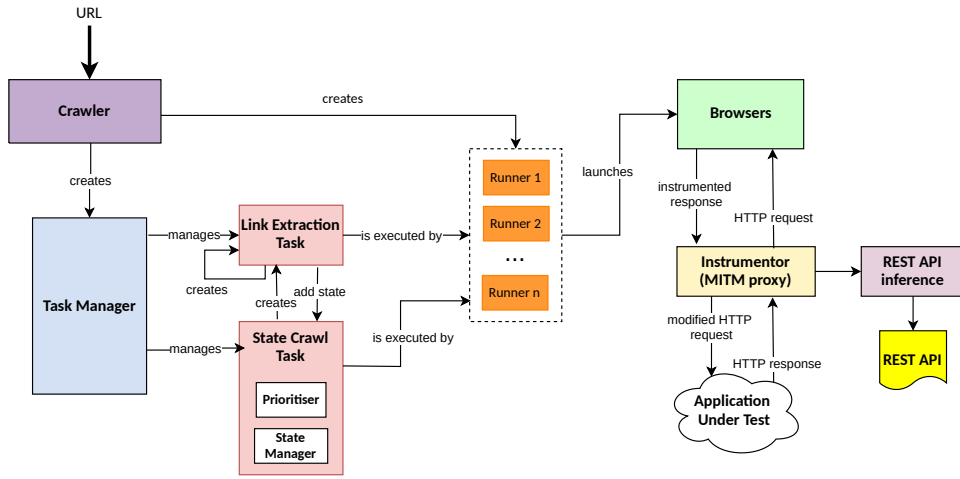 URL
Crawler
creates
creates
Task Manager
manages
manages
Link Extraction
Task
creates
creates
add state
State Crawl
Task
Prioritiser
State
Manager
is executed by
is executed by
Runner 1
Runner 2
...
Runner n
launches
Browsers
instrumented
response
HTTP request
Instrumentor
(MITM proxy)
REST API
inference
modified HTTP
request
HTTP response
REST API
Application
Under Test